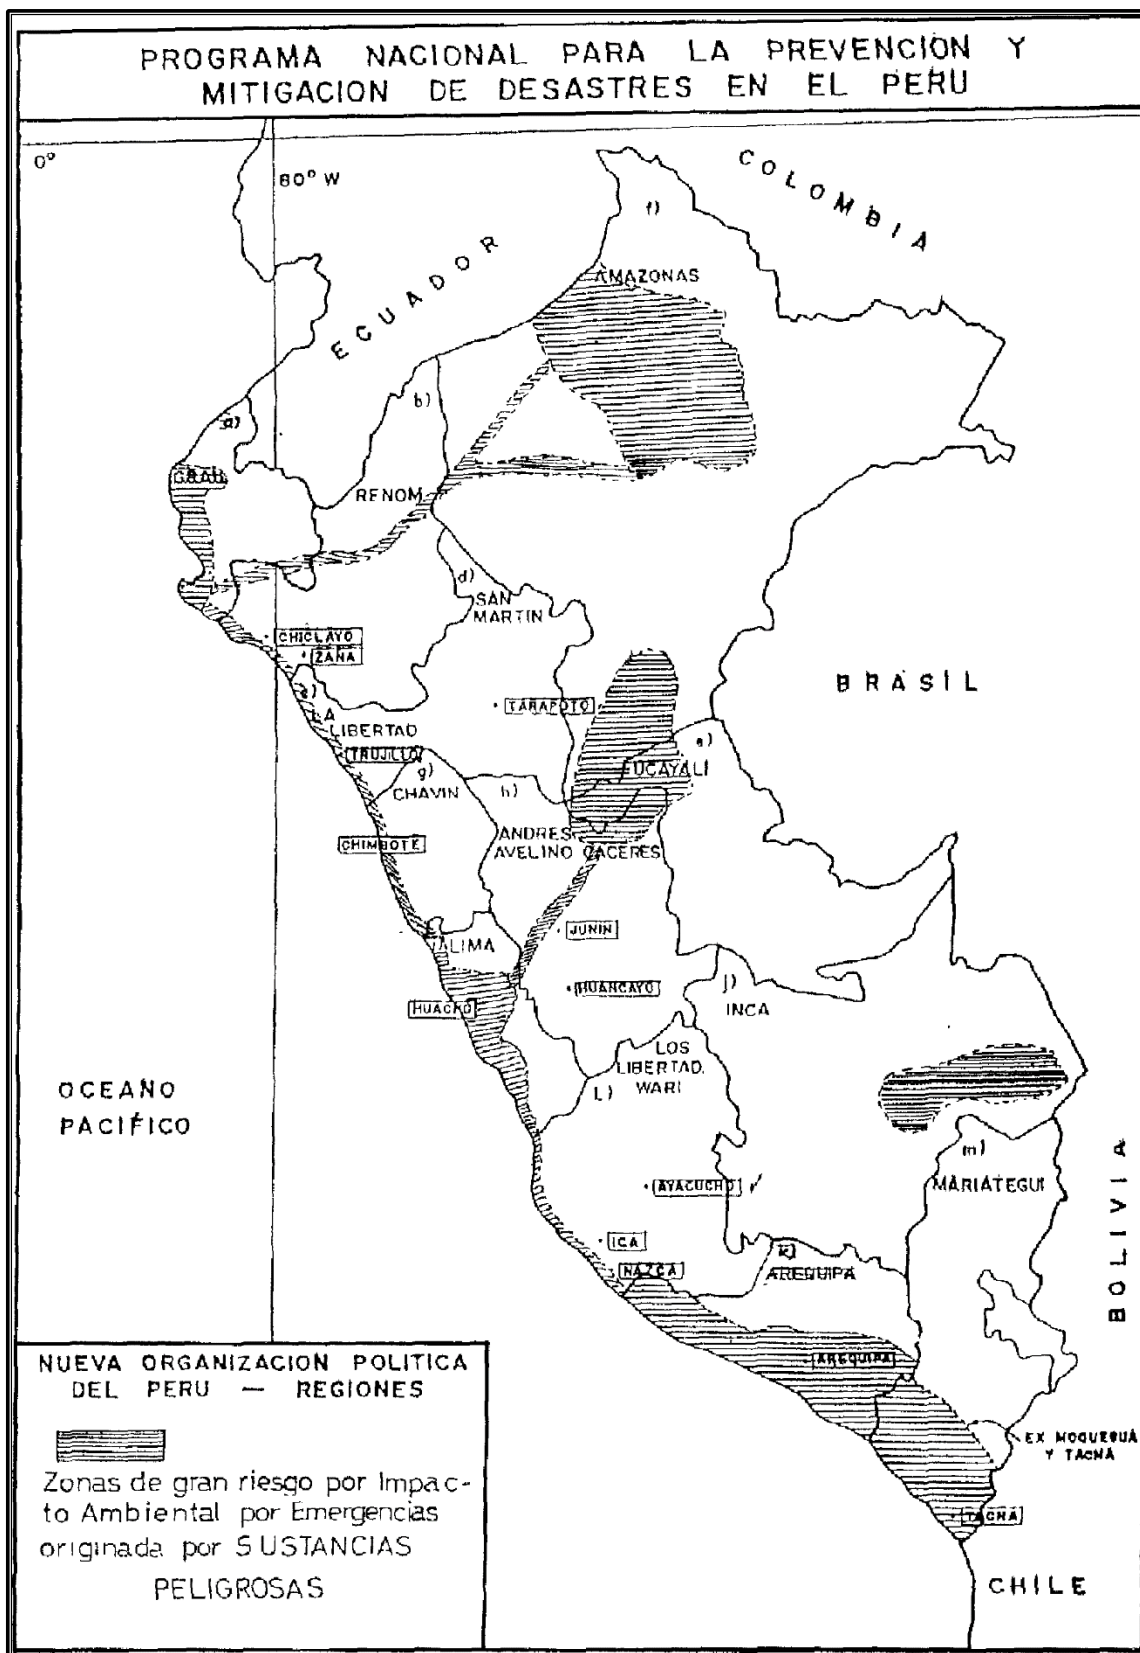 PROGRAMA NACIONAL PARA LA PREVENCIÓN Y
MITIGACION DE DESASTRES EN EL PERU
0°
80° W
COLOMBIA
ECUADOR
f)
AMAZONAS
b)
a)
GRAU
RENOM
d)
SAN
MARTIN
CHICLAYO
ZAÑA
BRASIL
c)
LA
LIBERTAD
TARAPOTO
TRUJILLO
g)
CHAVIN
h)
e)
UCAYALI
ANDRES
AVELINO CACERES
CHIMBOTE
JUNIN
LIMA
HUACHO
HUANCAYO
j)
INCA
LOS
LIBERTAD.
WARI
L)
OCEANO
PACÍFICO
m)
MARIATEGUI
BOLIVIA
AYACUCHO
ICA
NAZCA
k)
AREQUIPA
AREQUIPA
EX MOQUEGUA
Y TACNA
TACNA
CHILE
NUEVA ORGANIZACION POLITICA
DEL PERU — REGIONES
Zonas de gran riesgo por Impac-
to Ambiental por Emergencias
originada por SUSTANCIAS
PELIGROSAS